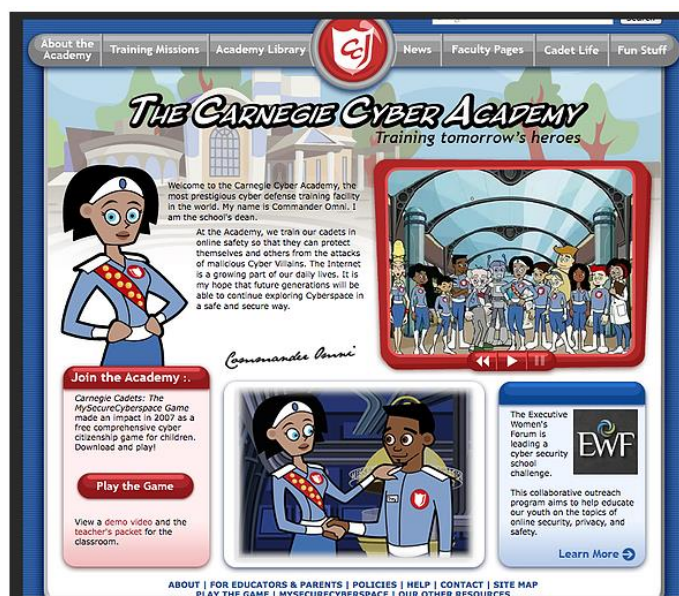 Search
About the
Academy
Training Missions
Academy Library
CCJ
News
Faculty Pages
Cadet Life
Fun Stuff
THE CARNEGIE CYBER ACADEMY
Training tomorrow's heroes
Welcome to the Carnegie Cyber Academy, the
most prestigious cyber defense training facility
in the world. My name is Commander Omni. I
am the school's dean.
At the Academy, we train our cadets in
online safety so that they can protect
themselves and others from the attacks
of malicious Cyber Villains. The Internet
is a growing part of our daily lives. It is
my hope that future generations will be
able to continue exploring Cyberspace in
a safe and secure way.
Commander Omni
Join the Academy :.
Carnegie Cadets: The
MySecureCyberspace Game
made an impact in 2007 as a
free comprehensive cyber
citizenship game for children.
Download and play!
Play the Game
View a demo video and the
teacher's packet for the
classroom.
The Executive
Women's
Forum is
leading a
cyber security
school
challenge.
EWF
This collaborative outreach
program aims to help educate
our youth on the topics of
online security, privacy, and
safety.
Learn More
ABOUT | FOR EDUCATORS & PARENTS | POLICIES | HELP | CONTACT | SITE MAP
PLAY THE GAME | MYSECURECYBERSPACE | OUR OTHER RESOURCES